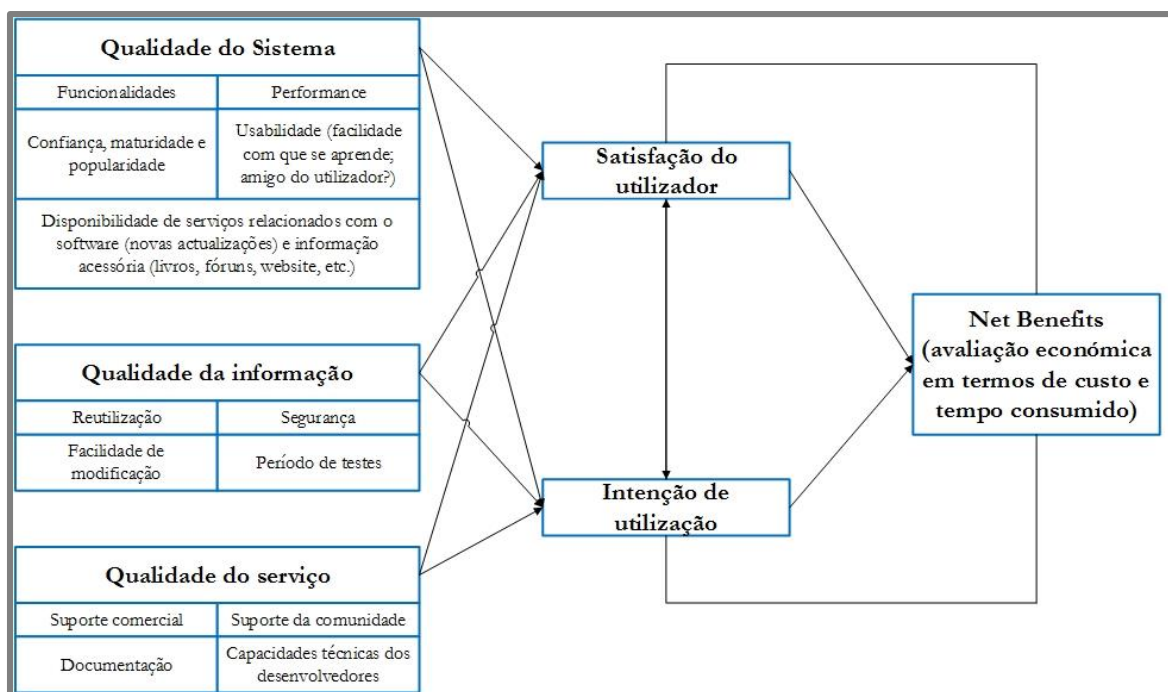 Qualidade do Sistema
Funcionalidades
Performance
Confiança, maturidade e
popularidade
Usabilidade (facilidade
com que se aprende;
amigo do utilizador?)
Disponibilidade de serviços relacionados com o
software (novas actualizações) e informação
acessória (livros, fóruns, website, etc.)
Qualidade da informação
Reutilização
Segurança
Facilidade de
modificação
Período de testes
Qualidade do serviço
Suporte comercial
Suporte da comunidade
Documentação
Capacidades técnicas dos
desenvolvedores
Satisfação do
utilizador
Intenção de
utilização
Net Benefits
(avaliação económica
em termos de custo e
tempo consumido)